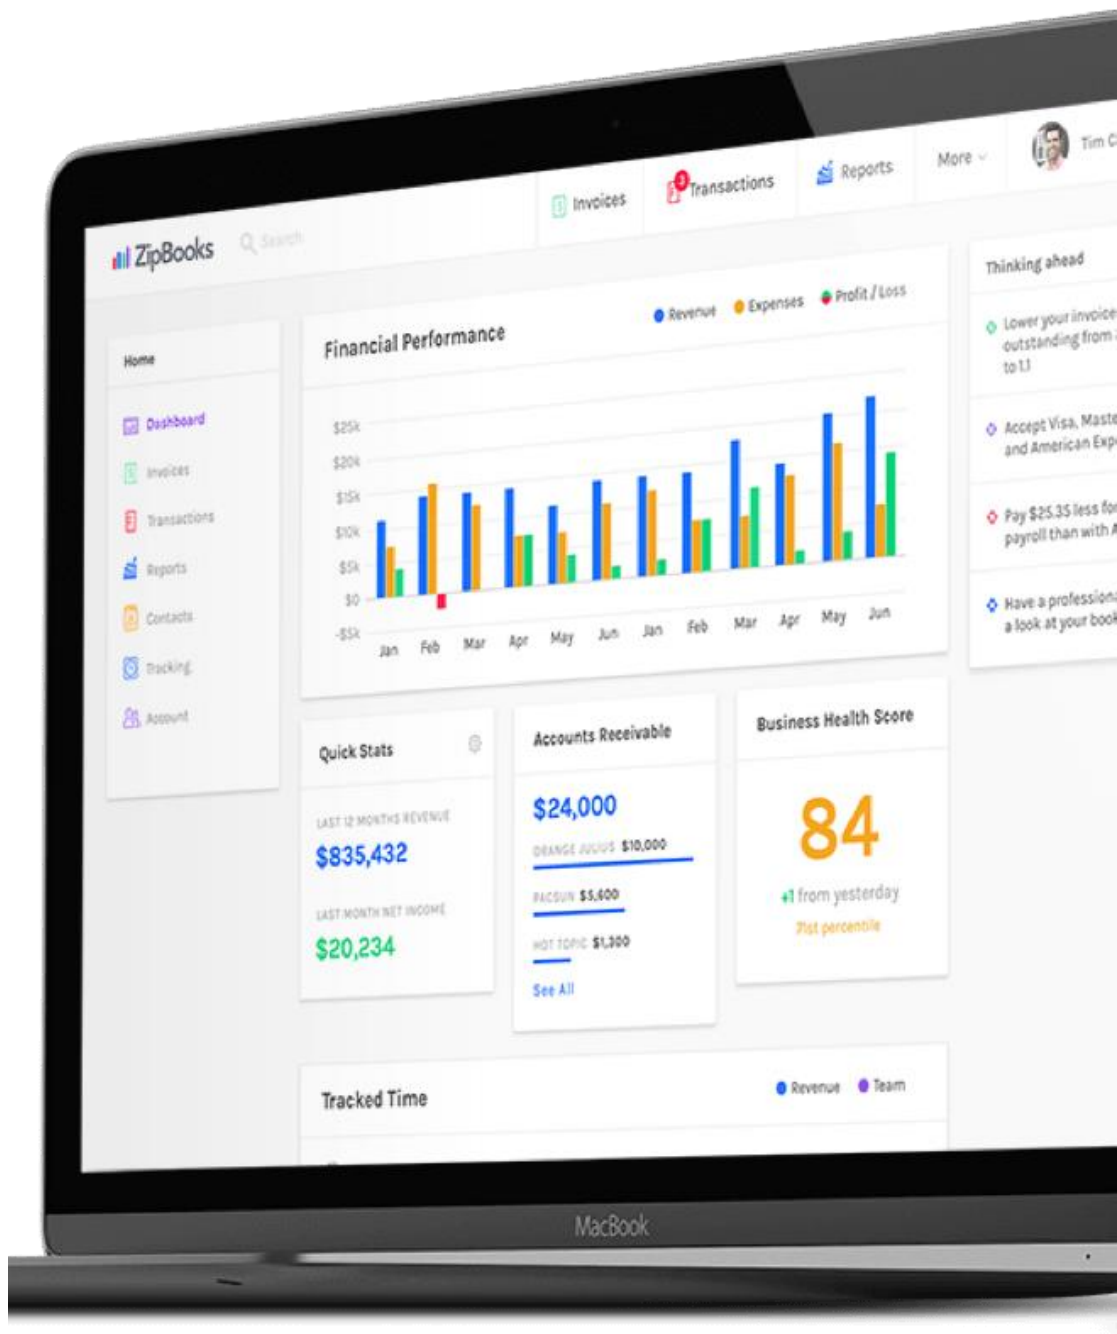 ZipBooks
Search
Invoices
3
Transactions
Reports
More
Tim
Home
Dashboard
Invoices
Transactions
Reports
Contacts
Tracking
Account
Financial Performance
Revenue
Expenses
Profit / Loss
$25k
$20k
$15k
$10k
$5k
$0
-$5k
Jan Feb Mar Apr May Jun Jan Feb Mar Apr May Jun
Thinking ahead
Lower your invoice
outstanding from
to 1.1
Accept Visa, Maste
and American Exp
Pay $25.35 less for
payroll than with A
Have a professiona
a look at your book
Quick Stats
LAST 12 MONTHS REVENUE
$835,432
LAST MONTH NET INCOME
$20,234
Accounts Receivable
$24,000
ORANGE JULIUS $10,000
PACSUN $5,600
HOT TOPIC $1,300
See All
Business Health Score
84
+1 from yesterday
71st percentile
Tracked Time
Revenue
Team
MacBook